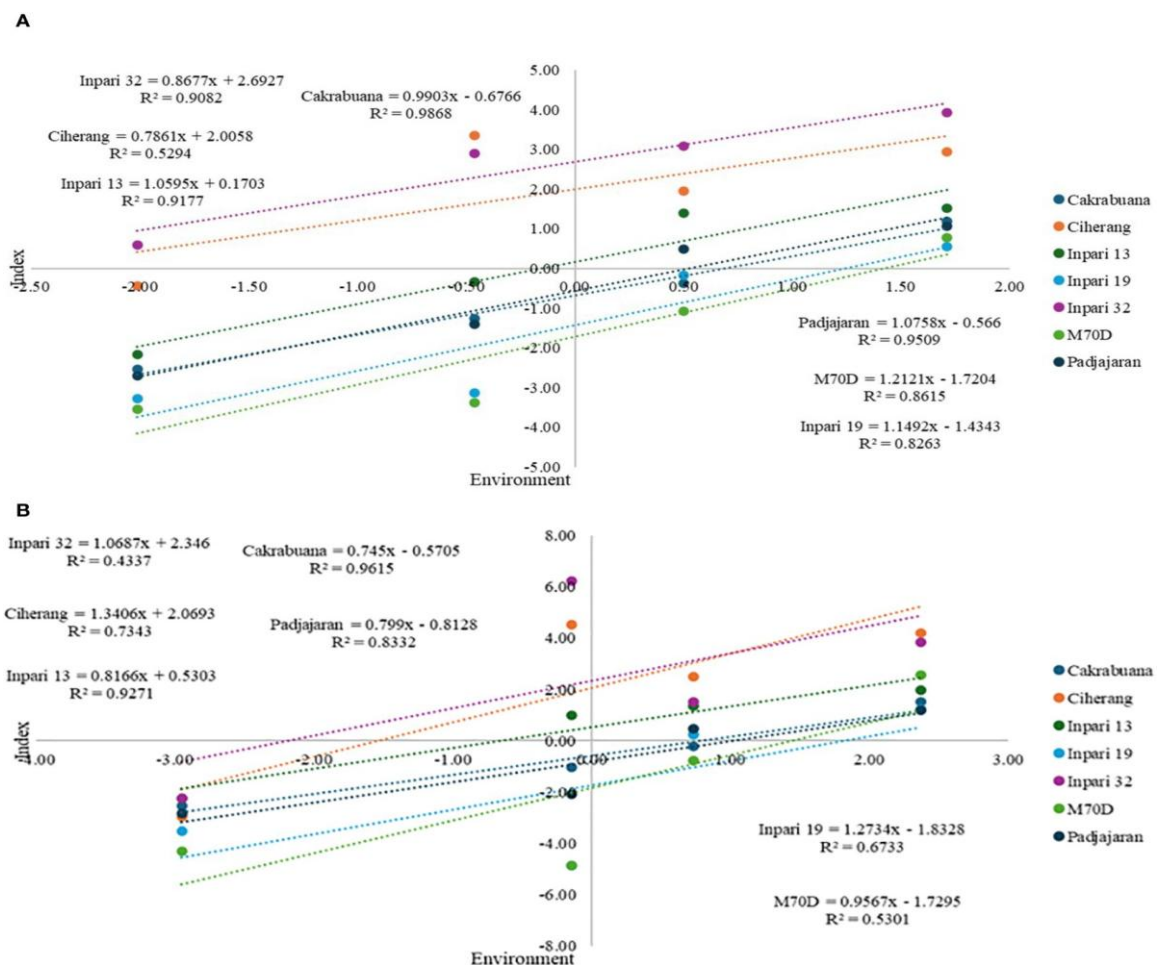 A
Inpari 32 = 0.8677x + 2.6927
R² = 0.9082
Cakrabuana = 0.9903x - 0.6766
R² = 0.9868
Ciherang = 0.7861x + 2.0058
R² = 0.5294
Inpari 13 = 1.0595x + 0.1703
R² = 0.9177
5.00
4.00
3.00
2.00
1.00
0.00
-1.00
-2.00
-3.00
-4.00
-5.00
Index
-2.50 -2.00 -1.50 -1.00 -0.50 0.00 0.50 1.00 1.50 2.00
Environment
Padjajaran = 1.0758x - 0.566
R² = 0.9509
M70D = 1.2121x - 1.7204
R² = 0.8615
Inpari 19 = 1.1492x - 1.4343
R² = 0.8263
Cakrabuana
Ciherang
Inpari 13
Inpari 19
Inpari 32
M70D
Padjajaran
B
Inpari 32 = 1.0687x + 2.346
R² = 0.4337
Cakrabuana = 0.745x - 0.5705
R² = 0.9615
Ciherang = 1.3406x + 2.0693
R² = 0.7343
Padjajaran = 0.799x - 0.8128
R² = 0.8332
Inpari 13 = 0.8166x + 0.5303
R² = 0.9271
8.00
6.00
4.00
2.00
0.00
-2.00
-4.00
-6.00
-8.00
Index
-3.00 -2.00 -1.00 0.00 1.00 2.00 3.00
Environment
Inpari 19 = 1.2734x - 1.8328
R² = 0.6733
M70D = 0.9567x - 1.7295
R² = 0.5301
Cakrabuana
Ciherang
Inpari 13
Inpari 19
Inpari 32
M70D
Padjajaran